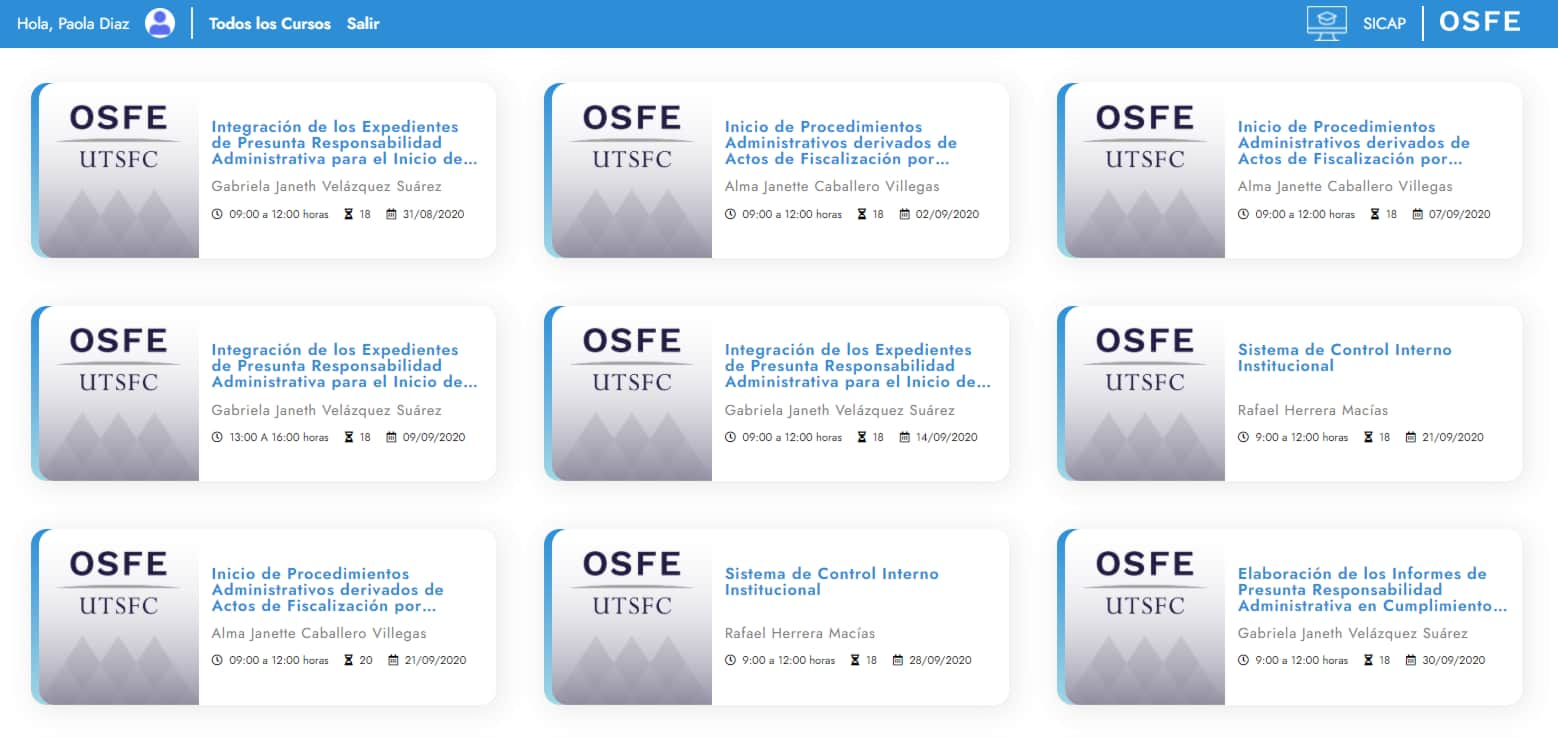 Hola, Paola Diaz
Todos los Cursos
Salir
SICAP
OSFE
OSFE
UTSFC
Integración de los Expedientes
de Presunta Responsabilidad
Administrativa para el Inicio de...
Gabriela Janeth Velázquez Suárez
09:00 a 12:00 horas 18 31/08/2020
OSFE
UTSFC
Inicio de Procedimientos
Administrativos derivados de
Actos de Fiscalización por...
Alma Janette Caballero Villegas
09:00 a 12:00 horas 18 02/09/2020
OSFE
UTSFC
Inicio de Procedimientos
Administrativos derivados de
Actos de Fiscalización por...
Alma Janette Caballero Villegas
09:00 a 12:00 horas 18 07/09/2020
OSFE
UTSFC
Integración de los Expedientes
de Presunta Responsabilidad
Administrativa para el Inicio de...
Gabriela Janeth Velázquez Suárez
13:00 A 16:00 horas 18 09/09/2020
OSFE
UTSFC
Integración de los Expedientes
de Presunta Responsabilidad
Administrativa para el Inicio de...
Gabriela Janeth Velázquez Suárez
09:00 a 12:00 horas 18 14/09/2020
OSFE
UTSFC
Sistema de Control Interno
Institucional
Rafael Herrera Macías
9:00 a 12:00 horas 18 21/09/2020
OSFE
UTSFC
Inicio de Procedimientos
Administrativos derivados de
Actos de Fiscalización por...
Alma Janette Caballero Villegas
09:00 a 12:00 horas 20 21/09/2020
OSFE
UTSFC
Sistema de Control Interno
Institucional
Rafael Herrera Macías
9:00 a 12:00 horas 18 28/09/2020
OSFE
UTSFC
Elaboración de los Informes de
Presunta Responsabilidad
Administrativa en Cumplimiento...
Gabriela Janeth Velázquez Suárez
9:00 a 12:00 horas 18 30/09/2020